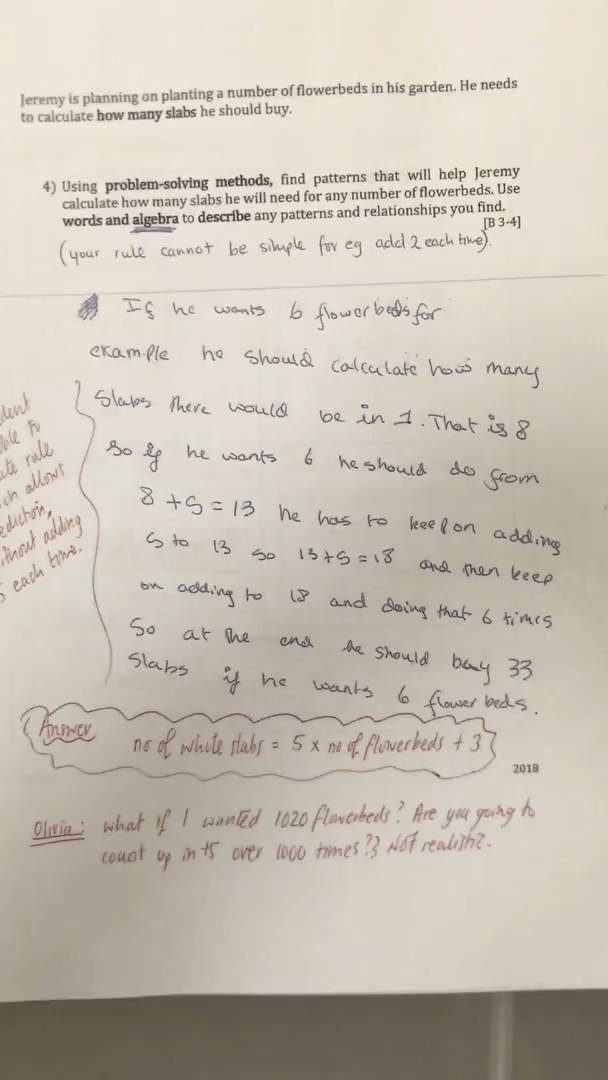 Jeremy is planning on planting a number of flowerbeds in his garden. He needs
to calculate how many slabs he should buy.
4) Using problem-solving methods, find patterns that will help Jeremy
calculate how many slabs he will need for any number of flowerbeds. Use
words and algebra to describe any patterns and relationships you find.
[B 3-4]
(your rule cannot be simple for eg add 2 each time).
If he wants 6 flowerbeds for
example he should calculate how many
slabs there would be in 1. That is 8
so if he wants 6 he should do from
8 + 5 = 13 he has to keep on adding
5 to 13 so 13+5=18 and then keep
on adding to 18 and doing that 6 times
So at the end he should buy 33
slabs if he wants 6 flowerbeds.
rule
allows
without adding
5 each time.
Answer
no of white slabs = 5 x no of flowerbeds + 3
2018
Olivia: what if I wanted 1020 flowerbeds? Are you going to
count up in +5 over 1000 times?? Not realistic.